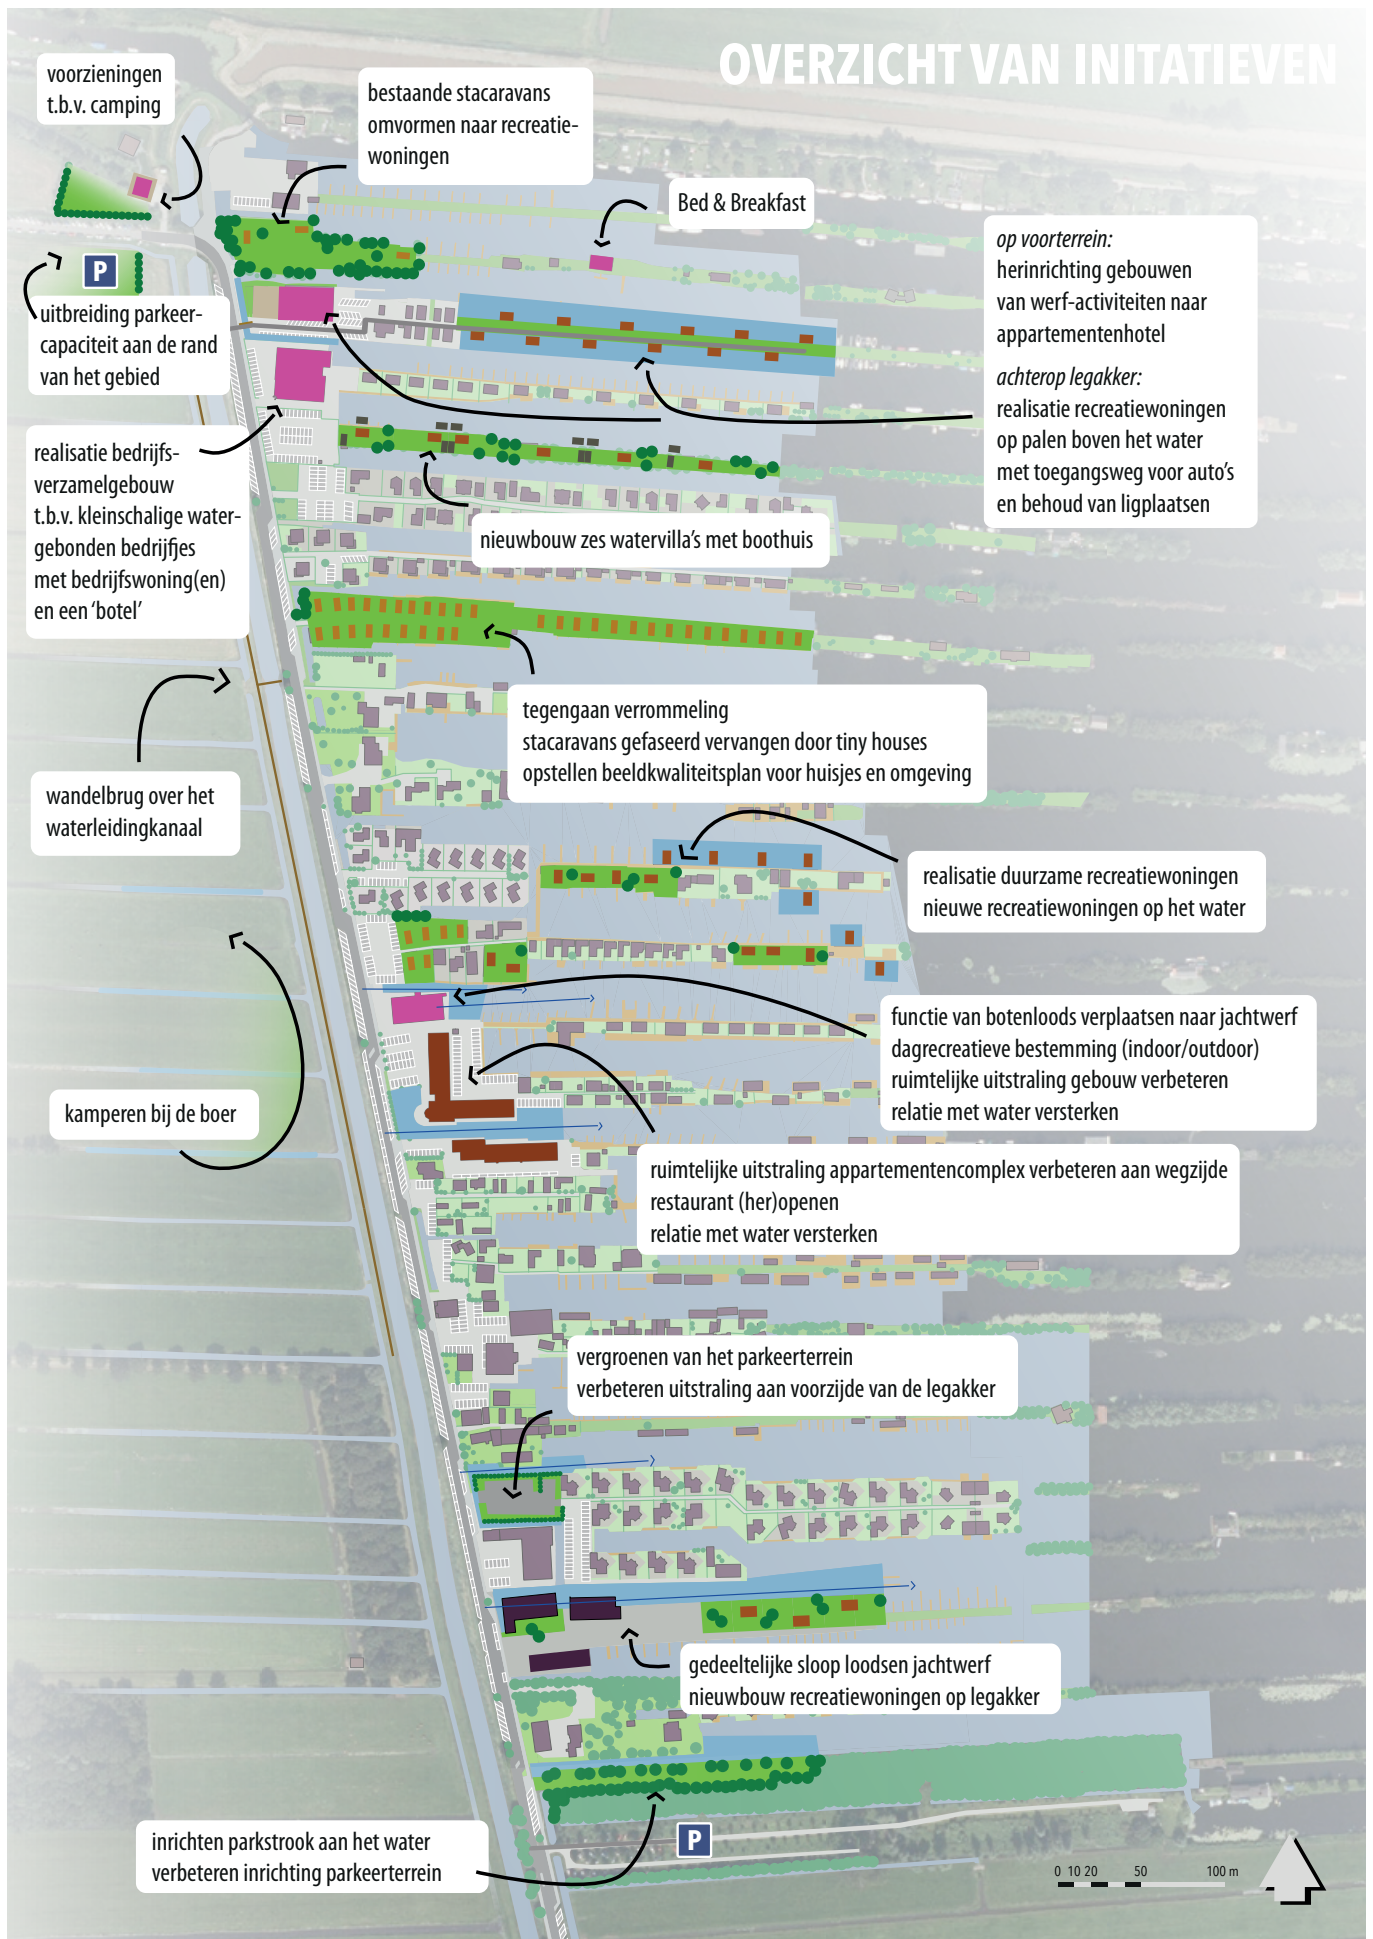 OVERZICHT VAN INITATIEVEN
voorzieningen
t.b.v. camping
bestaande stacaravans
omvormen naar recreatie-
woningen
Bed & Breakfast
op voorterrein:
herinrichting gebouwen
van werf-activiteiten naar
appartementenhotel
achterop legakker:
realisatie recreatiewoningen
op palen boven het water
met toegangsweg voor auto's
en behoud van ligplaatsen
P
uitbreiding parkeer-
capaciteit aan de rand
van het gebied
realisatie bedrijfs-
verzamelgebouw
t.b.v. kleinschalige water-
gebonden bedrijfjes
met bedrijfswoning(en)
en een ‘botel’
nieuwbouw zes watervilla's met boothuis
tegengaan verrommeling
stacaravans gefaseerd vervangen door tiny houses
opstellen beeldkwaliteitsplan voor huisjes en omgeving
wandelbrug over het
waterleidingkanaal
realisatie duurzame recreatiewoningen
nieuwe recreatiewoningen op het water
functie van botenloods verplaatsen naar jachtwerf
dagrecreatieve bestemming (indoor/outdoor)
ruimtelijke uitstraling gebouw verbeteren
relatie met water versterken
kamperen bij de boer
ruimtelijke uitstraling appartementencomplex verbeteren aan wegzijde
restaurant (her)openen
relatie met water versterken
vergroenen van het parkeerterrein
verbeteren uitstraling aan voorzijde van de legakker
gedeeltelijke sloop loodsen jachtwerf
nieuwbouw recreatiewoningen op legakker
inrichten parkstrook aan het water
verbeteren inrichting parkeerterrein
P
0 10 20 50 100 m